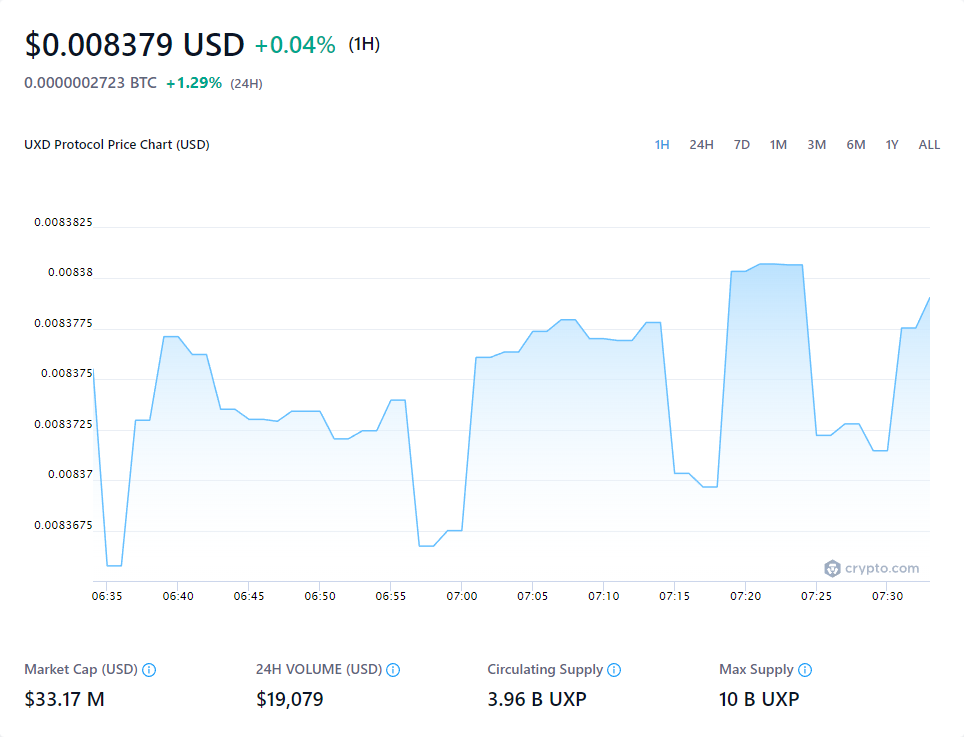 $0.008379 USD +0.04% (1H)
0.0000002723 BTC +1.29% (24H)
UXD Protocol Price Chart (USD) 1H 24H 7D 1M 3M 6M 1Y ALL
0.0083825
0.00838
0.0083775
0.008375
0.0083725
0.00837
0.0083675
crypto.com
06:35 06:40 06:45 06:50 06:55 07:00 07:05 07:10 07:15 07:20 07:25 07:30
Market Cap (USD) 24H VOLUME (USD) Circulating Supply Max Supply
$33.17 M $19,079 3.96 B UXP 10 B UXP